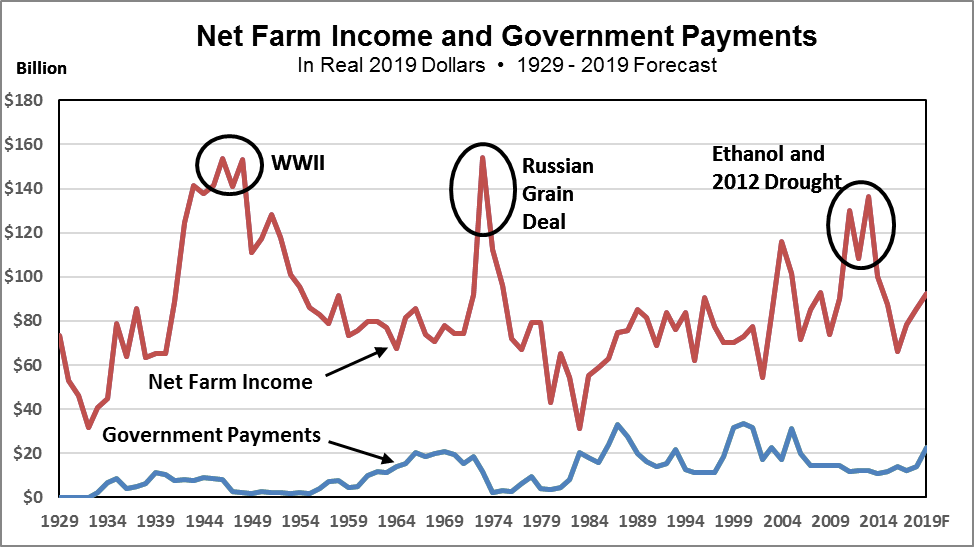 Net Farm Income and Government Payments
In Real 2019 Dollars • 1929 - 2019 Forecast
Billion
$180
$160
$140
$120
$100
$80
$60
$40
$20
$0
WWII
Russian
Grain
Deal
Ethanol and
2012 Drought
Net Farm Income
Government Payments
1929 1934 1939 1944 1949 1954 1959 1964 1969 1974 1979 1984 1989 1994 1999 2004 2009 2014 2019F